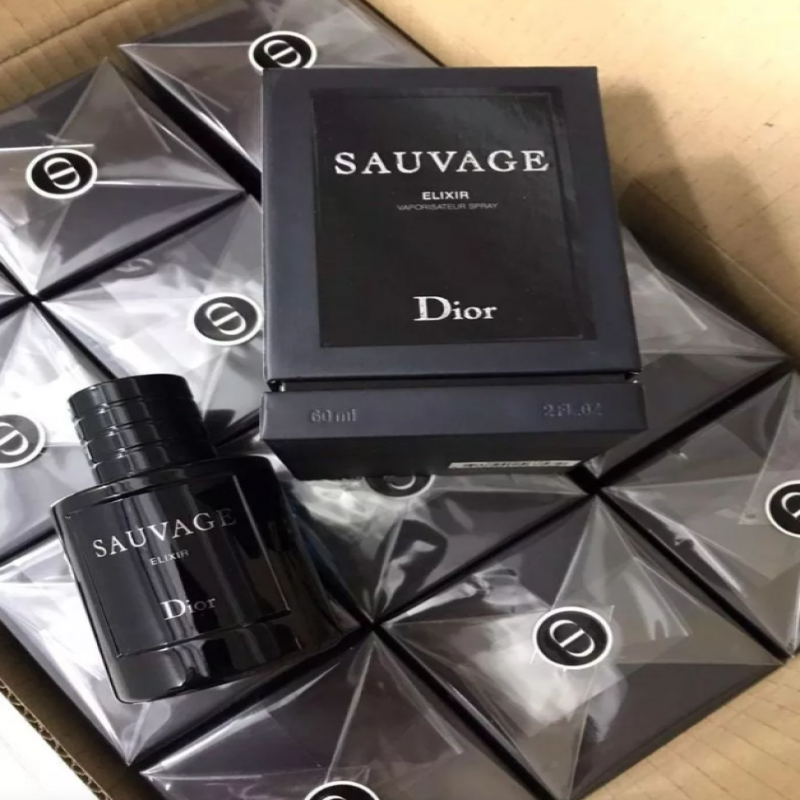 SAUVAGE
ELIXIR
VAPORISATEUR SPRAY
Dior
60 ml
2 FL.OZ
SAUVAGE
ELIXIR
Dior